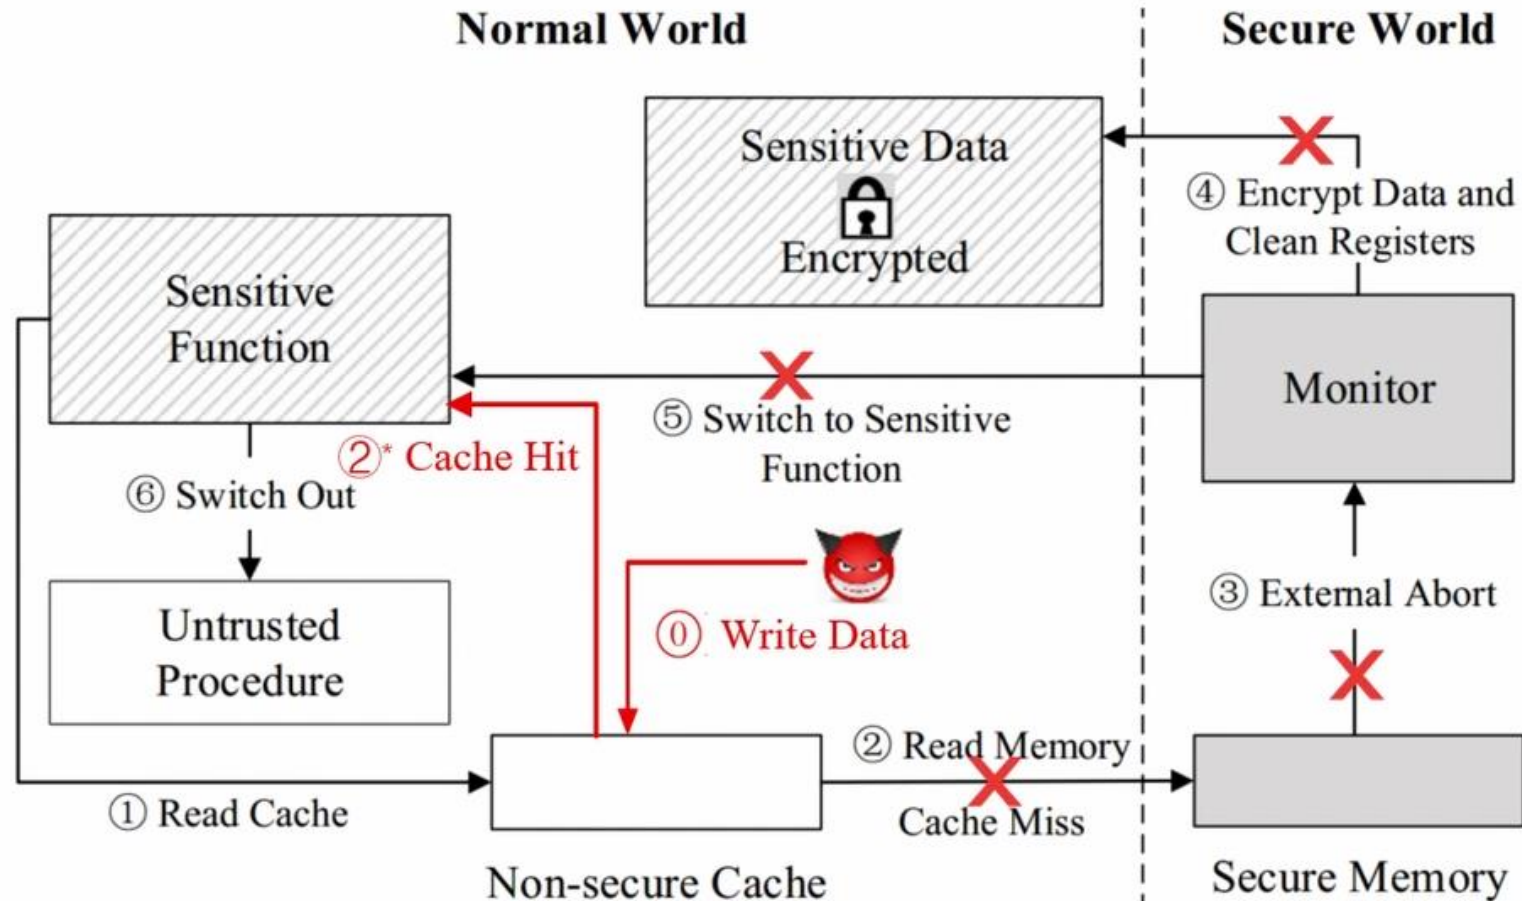 Normal World
Secure World
Sensitive Data
Encrypted
④ Encrypt Data and
Clean Registers
Sensitive
Function
Monitor
⑤ Switch to Sensitive
Function
②* Cache Hit
⑥ Switch Out
③ External Abort
Untrusted
Procedure
⓪ Write Data
② Read Memory
Cache Miss
① Read Cache
Non-secure Cache
Secure Memory